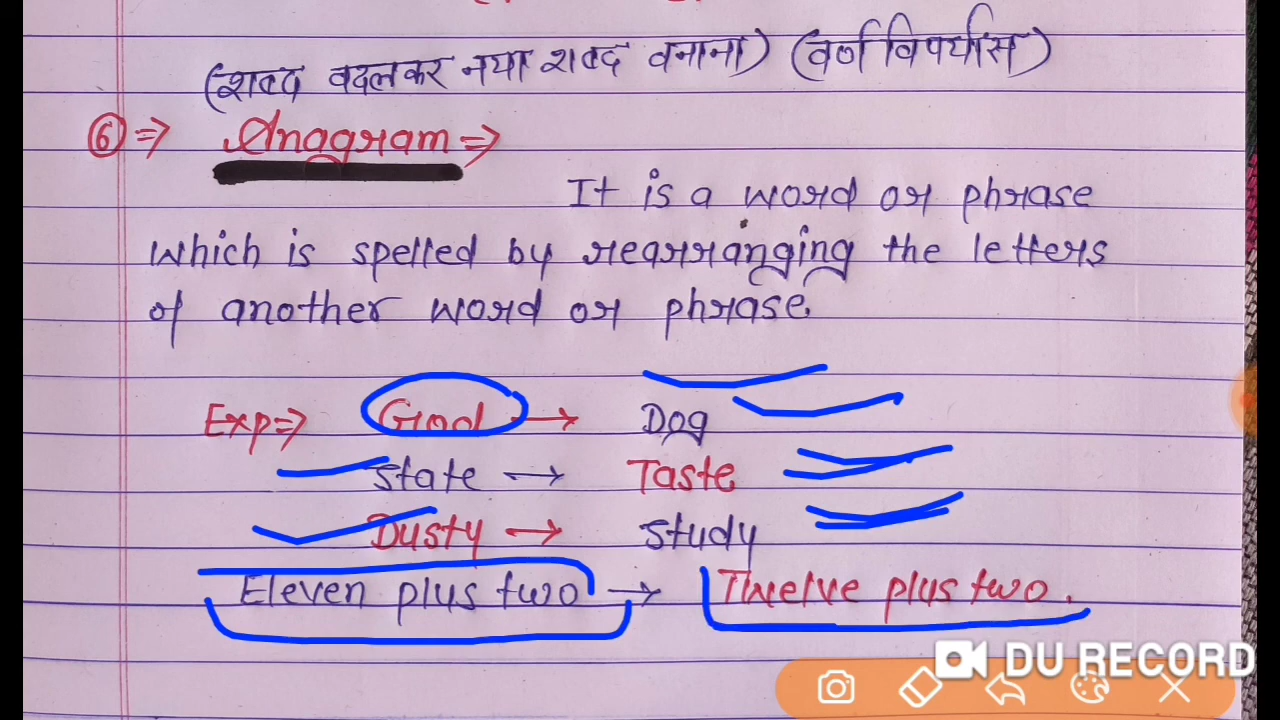 (शब्द बदलकर नया शब्द बनाना) (वर्ण विपर्यास)
⑥⇒ Anagram⇒
It is a word or phrase
which is spelled by rearranging the letters
of another word or phrase.
Exp⇒ God → Dog
State → Taste
Dusty → Study
Eleven plus two → Twelve plus two.
DU RECORD